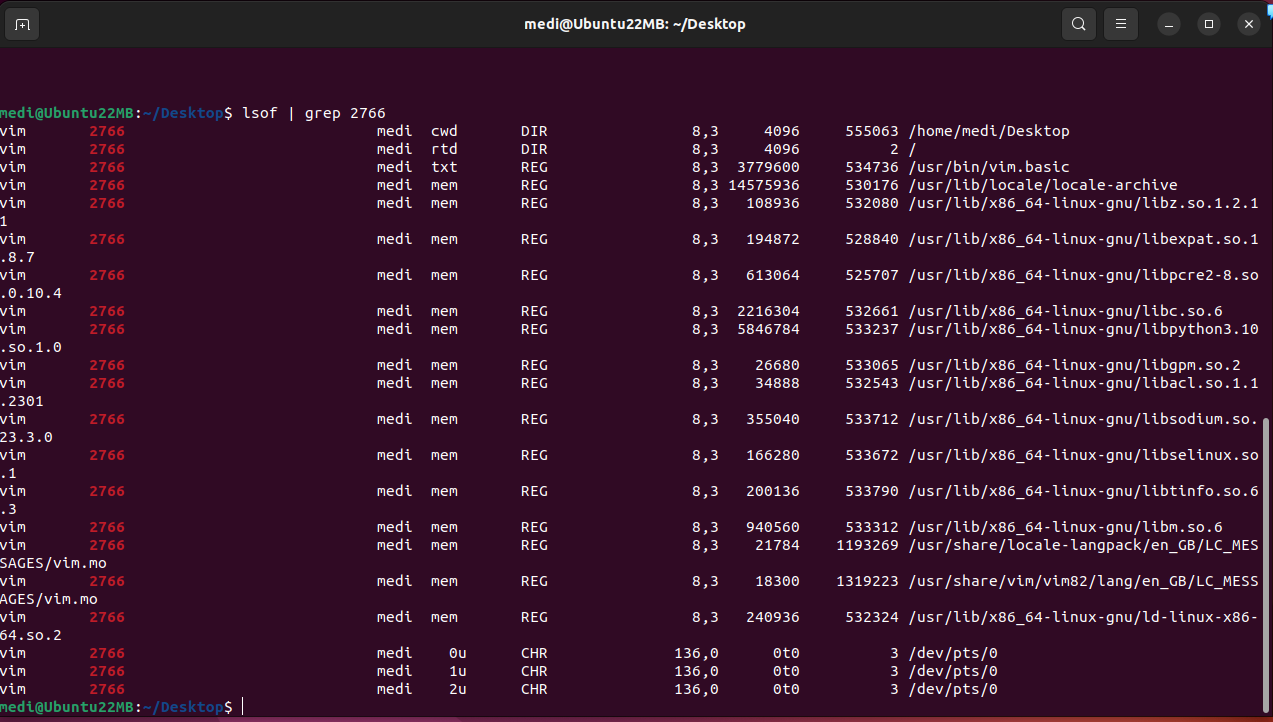 medi@Ubuntu22MB: ~/Desktop
medi@Ubuntu22MB:~/Desktop$ lsof | grep 2766
vim 2766 medi cwd DIR 8,3 4096 555063 /home/medi/Desktop
vim 2766 medi rtd DIR 8,3 4096 2 /
vim 2766 medi txt REG 8,3 3779600 534736 /usr/bin/vim.basic
vim 2766 medi mem REG 8,3 14575936 530176 /usr/lib/locale/locale-archive
vim 2766 medi mem REG 8,3 108936 532080 /usr/lib/x86_64-linux-gnu/libz.so.1.2.1
1
vim 2766 medi mem REG 8,3 194872 528840 /usr/lib/x86_64-linux-gnu/libexpat.so.1
.8.7
vim 2766 medi mem REG 8,3 613064 525707 /usr/lib/x86_64-linux-gnu/libpcre2-8.so
.0.10.4
vim 2766 medi mem REG 8,3 2216304 532661 /usr/lib/x86_64-linux-gnu/libc.so.6
vim 2766 medi mem REG 8,3 5846784 533237 /usr/lib/x86_64-linux-gnu/libpython3.10
.so.1.0
vim 2766 medi mem REG 8,3 26680 533065 /usr/lib/x86_64-linux-gnu/libgpm.so.2
vim 2766 medi mem REG 8,3 34888 532543 /usr/lib/x86_64-linux-gnu/libacl.so.1.1
.2301
vim 2766 medi mem REG 8,3 355040 533712 /usr/lib/x86_64-linux-gnu/libsodium.so.
23.3.0
vim 2766 medi mem REG 8,3 166280 533672 /usr/lib/x86_64-linux-gnu/libselinux.so
.1
vim 2766 medi mem REG 8,3 200136 533790 /usr/lib/x86_64-linux-gnu/libtinfo.so.6
.3
vim 2766 medi mem REG 8,3 940560 533312 /usr/lib/x86_64-linux-gnu/libm.so.6
vim 2766 medi mem REG 8,3 21784 1193269 /usr/share/locale-langpack/en_GB/LC_MES
SAGES/vim.mo
vim 2766 medi mem REG 8,3 18300 1319223 /usr/share/vim/vim82/lang/en_GB/LC_MESS
AGES/vim.mo
vim 2766 medi mem REG 8,3 240936 532324 /usr/lib/x86_64-linux-gnu/ld-linux-x86-
64.so.2
vim 2766 medi 0u CHR 136,0 0t0 3 /dev/pts/0
vim 2766 medi 1u CHR 136,0 0t0 3 /dev/pts/0
vim 2766 medi 2u CHR 136,0 0t0 3 /dev/pts/0
medi@Ubuntu22MB:~/Desktop$